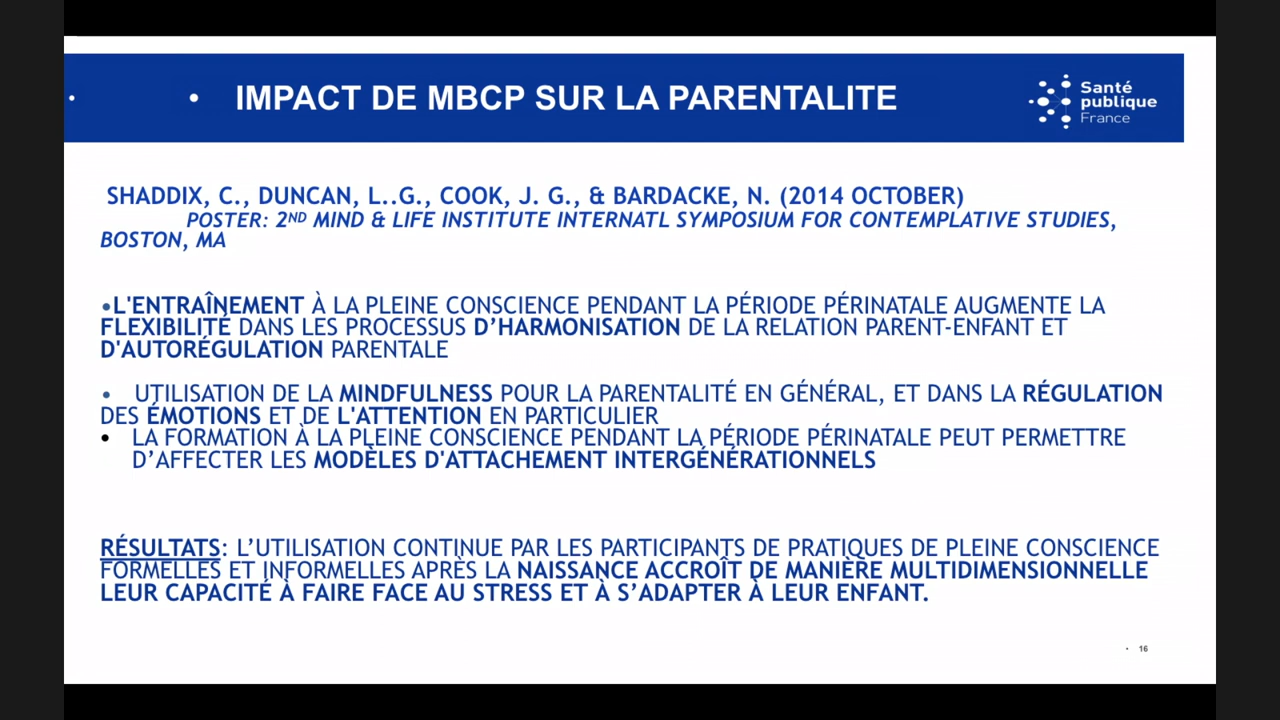 • • IMPACT DE MBCP SUR LA PARENTALITE
Santé
publique
France
SHADDIX, C., DUNCAN, L..G., COOK, J. G., & BARDACKE, N. (2014 OCTOBER)
POSTER: 2ND MIND & LIFE INSTITUTE INTERNATL SYMPOSIUM FOR CONTEMPLATIVE STUDIES,
BOSTON, MA
•L'ENTRAÎNEMENT À LA PLEINE CONSCIENCE PENDANT LA PÉRIODE PÉRINATALE AUGMENTE LA
FLEXIBILITÉ DANS LES PROCESSUS D’HARMONISATION DE LA RELATION PARENT-ENFANT ET
D'AUTORÉGULATION PARENTALE
• UTILISATION DE LA MINDFULNESS POUR LA PARENTALITÉ EN GÉNÉRAL, ET DANS LA RÉGULATION
DES ÉMOTIONS ET DE L'ATTENTION EN PARTICULIER
• LA FORMATION À LA PLEINE CONSCIENCE PENDANT LA PÉRIODE PÉRINATALE PEUT PERMETTRE
D’AFFECTER LES MODÈLES D'ATTACHEMENT INTERGÉNÉRATIONNELS
RÉSULTATS: L’UTILISATION CONTINUE PAR LES PARTICIPANTS DE PRATIQUES DE PLEINE CONSCIENCE
FORMELLES ET INFORMELLES APRÈS LA NAISSANCE ACCROÎT DE MANIÈRE MULTIDIMENSIONNELLE
LEUR CAPACITÉ À FAIRE FACE AU STRESS ET À S’ADAPTER À LEUR ENFANT.
• 16